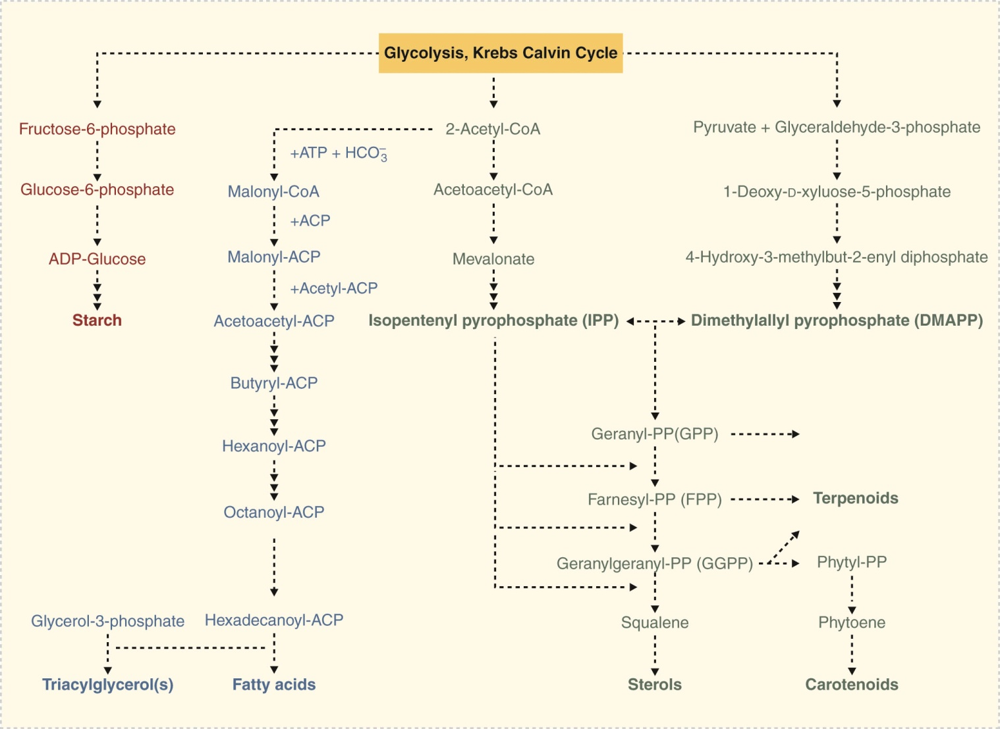 Glycolysis, Krebs Calvin Cycle
Fructose-6-phosphate
2-Acetyl-CoA
Pyruvate + Glyceraldehyde-3-phosphate
+ATP + HCO₃⁻
Glucose-6-phosphate
Malonyl-CoA
Acetoacetyl-CoA
1-Deoxy-D-xyluose-5-phosphate
+ACP
ADP-Glucose
Malonyl-ACP
Mevalonate
4-Hydroxy-3-methylbut-2-enyl diphosphate
+Acetyl-ACP
Starch
Acetoacetyl-ACP
Isopentenyl pyrophosphate (IPP)
Dimethylallyl pyrophosphate (DMAPP)
Butyryl-ACP
Geranyl-PP(GPP)
Hexanoyl-ACP
Farnesyl-PP (FPP)
Terpenoids
Octanoyl-ACP
Geranylgeranyl-PP (GGPP)
Phytyl-PP
Glycerol-3-phosphate
Hexadecanoyl-ACP
Squalene
Phytoene
Triacylglycerol(s)
Fatty acids
Sterols
Carotenoids